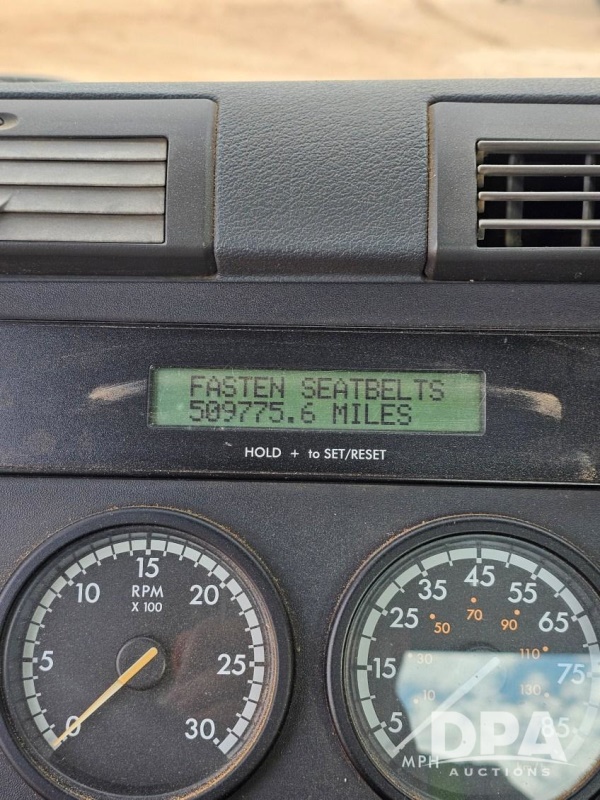 FASTEN SEATBELTS
509775.6 MILES
HOLD + to SET/RESET
0 5 10 15 20 25 30
RPM
X 100
5 15 25 35 45 55 65 75 85
10 30 50 70 90 110 130
MPH
DPA
AUCTIONS